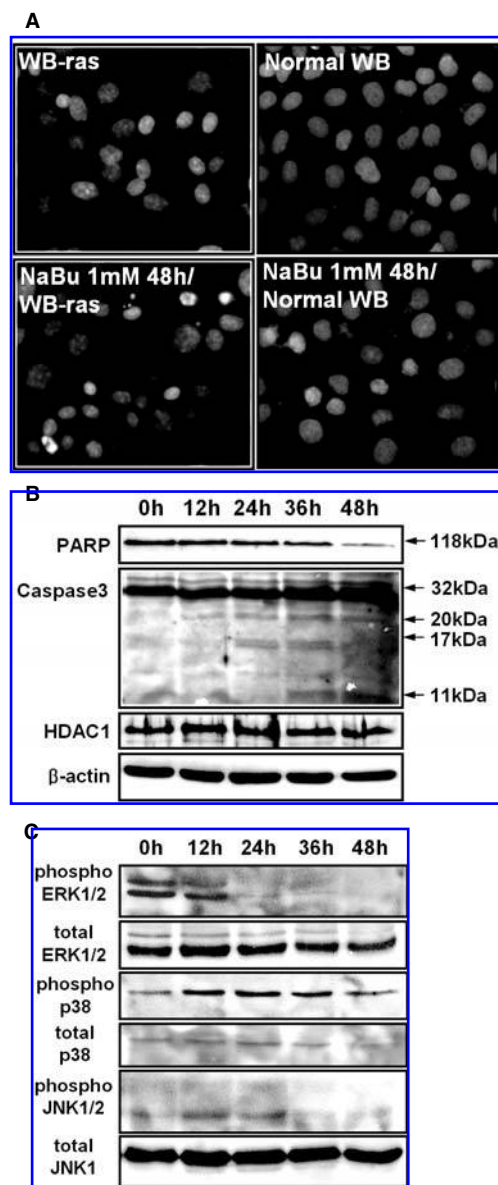 A
WB-ras
Normal WB
NaBu 1mM 48h/
WB-ras
NaBu 1mM 48h/
Normal WB
B
0h 12h 24h 36h 48h
PARP
118kDa
Caspase3
32kDa
20kDa
17kDa
11kDa
HDAC1
β-actin
C
0h 12h 24h 36h 48h
phospho
ERK1/2
total
ERK1/2
phospho
p38
total
p38
phospho
JNK1/2
total
JNK1